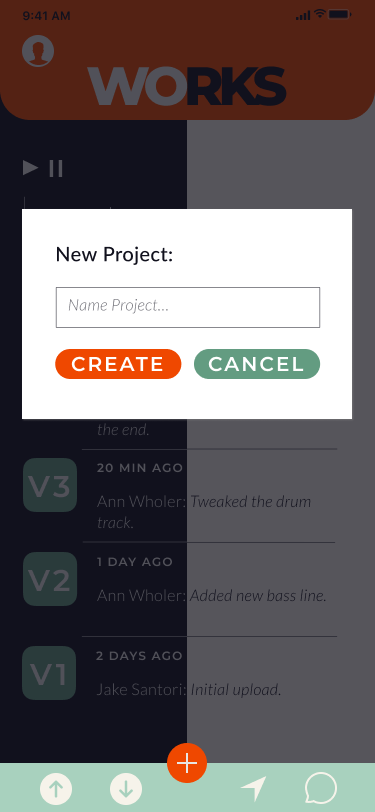 9:41 AM
WORKS
New Project:
Name Project...
CREATE CANCEL
the end.
V3
20 MIN AGO
Ann Wholer: Tweaked the drum
track.
V2
1 DAY AGO
Ann Wholer: Added new bass line.
V1
2 DAYS AGO
Jake Santori: Initial upload.